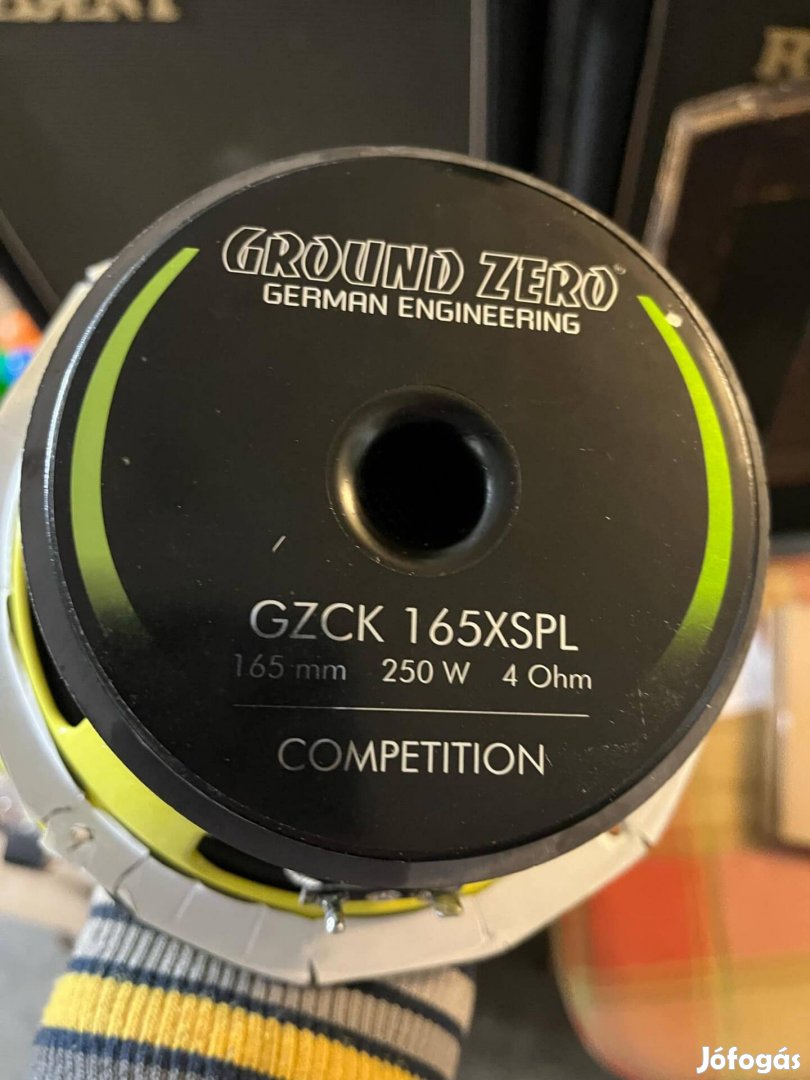 GROUND ZERO
GERMAN ENGINEERING
GZCK 165XSPL
165 mm 250 W 4 Ohm
COMPETITION
Jófogás